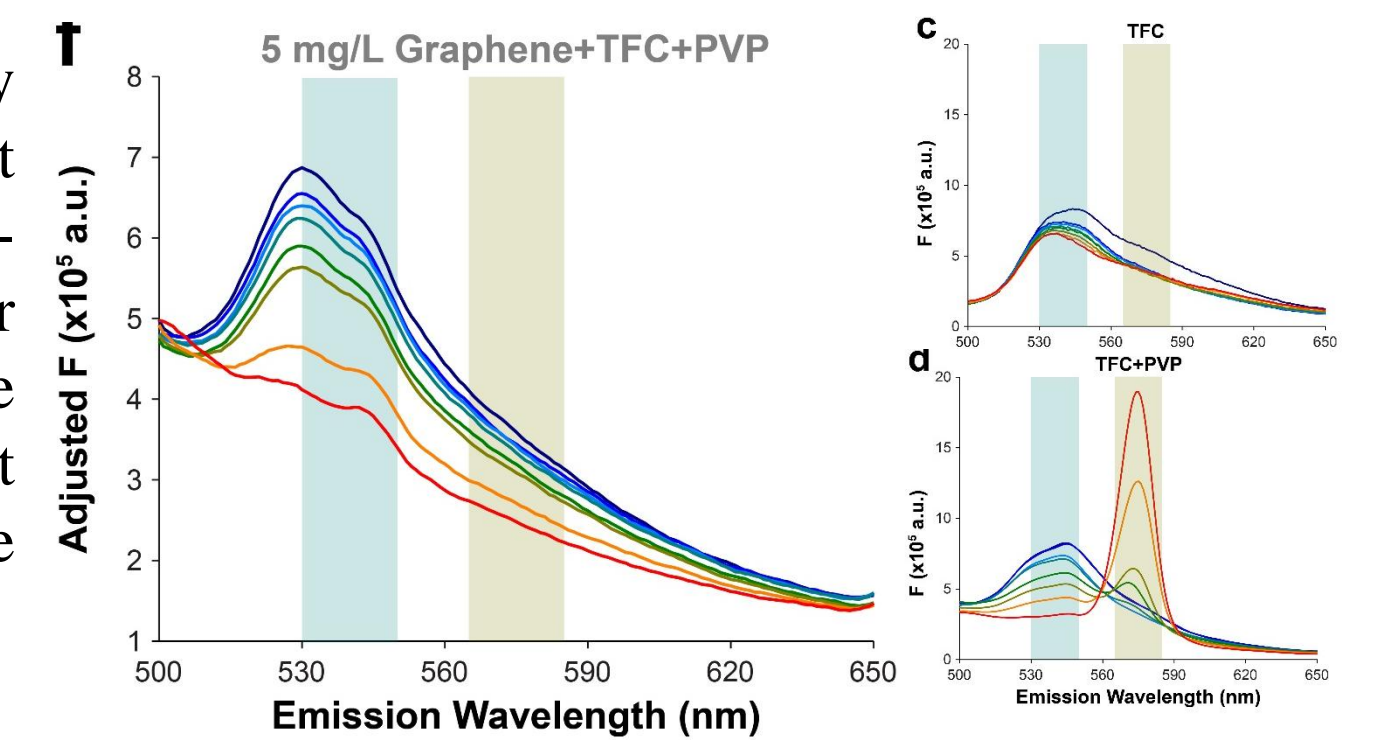 y
t
-
r
e
t
e
f
5 mg/L Graphene+TFC+PVP
Adjusted F (x10⁵ a.u.)
8
7
6
5
4
3
2
1
500 530 560 590 620 650
Emission Wavelength (nm)
c
TFC
F (x10⁵ a.u.)
20
15
10
5
0
500 530 560 590 620 650
d
TFC+PVP
F (x10⁵ a.u.)
20
15
10
5
0
500 530 560 590 620 650
Emission Wavelength (nm)